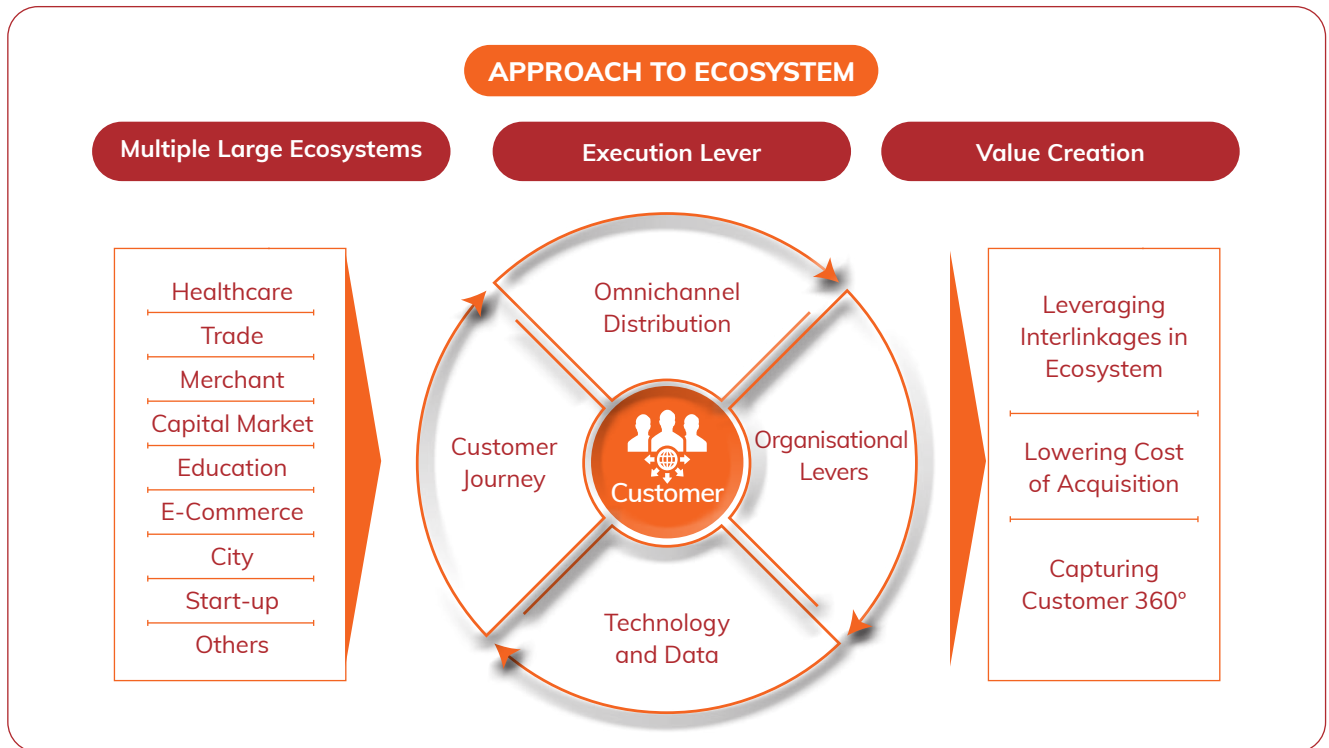 APPROACH TO ECOSYSTEM
Multiple Large Ecosystems
Healthcare
Trade
Merchant
Capital Market
Education
E-Commerce
City
Start-up
Others
Execution Lever
Omnichannel
Distribution
Organisational
Levers
Technology
and Data
Customer
Journey
Customer
Value Creation
Leveraging
Interlinkages in
Ecosystem
Lowering Cost
of Acquisition
Capturing
Customer 360º